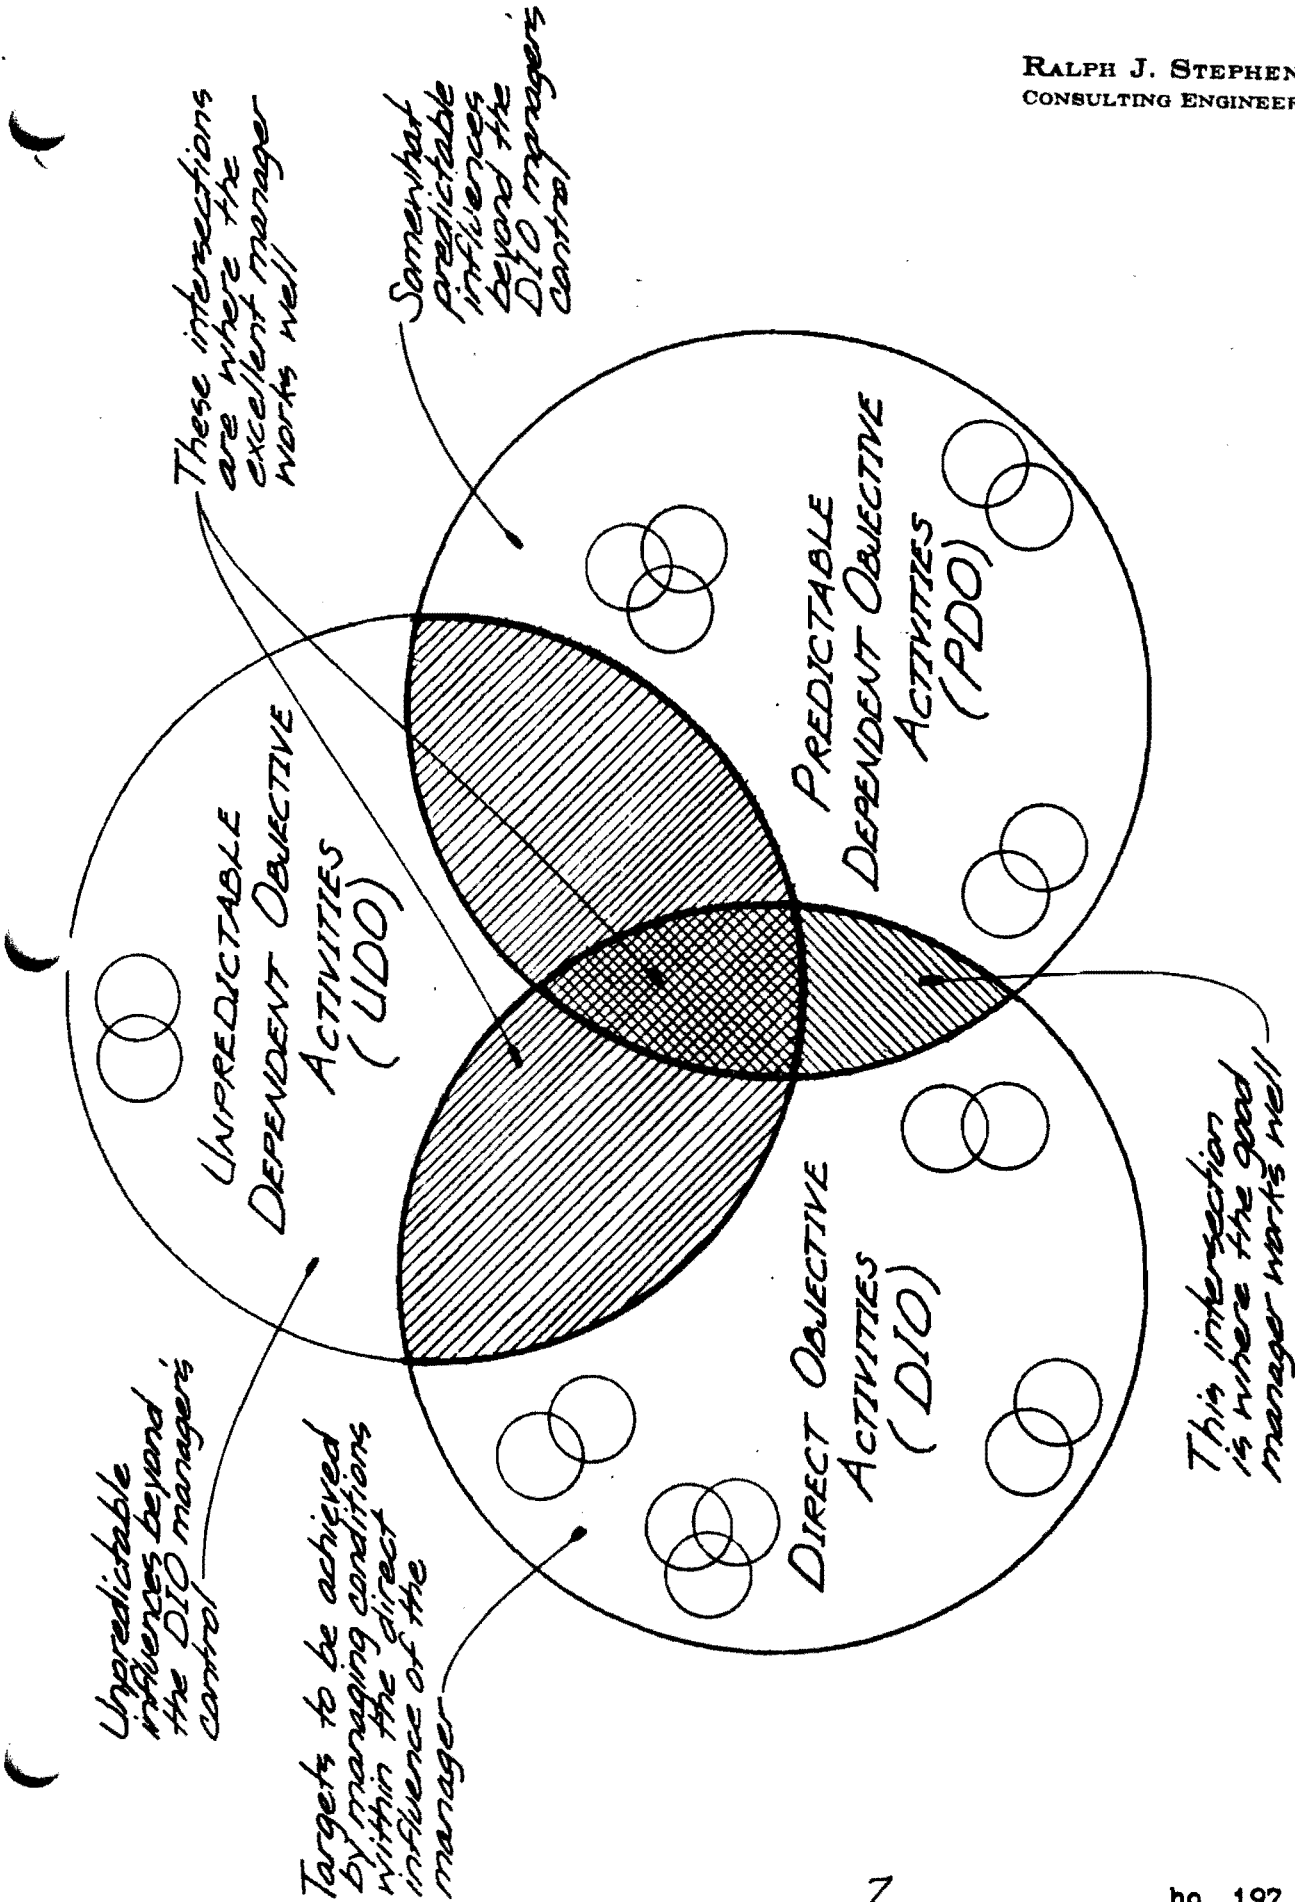 RALPH J. STEPHEN
CONSULTING ENGINEER
These intersections
are where the
excellent manager
works well
Somewhat
predictable
influences
beyond the
DIO manager's
control
Unpredictable
influences beyond
the DIO manager's
control
UNPREDICTABLE
DEPENDENT OBJECTIVE
ACTIVITIES
(UDO)
Targets to be achieved
by managing conditions
within the direct
influence of the
manager
DIRECT OBJECTIVE
ACTIVITIES
(DIO)
PREDICTABLE
DEPENDENT OBJECTIVE
ACTIVITIES
(PDO)
This intersection
is where the good
manager works well
7
ho 192